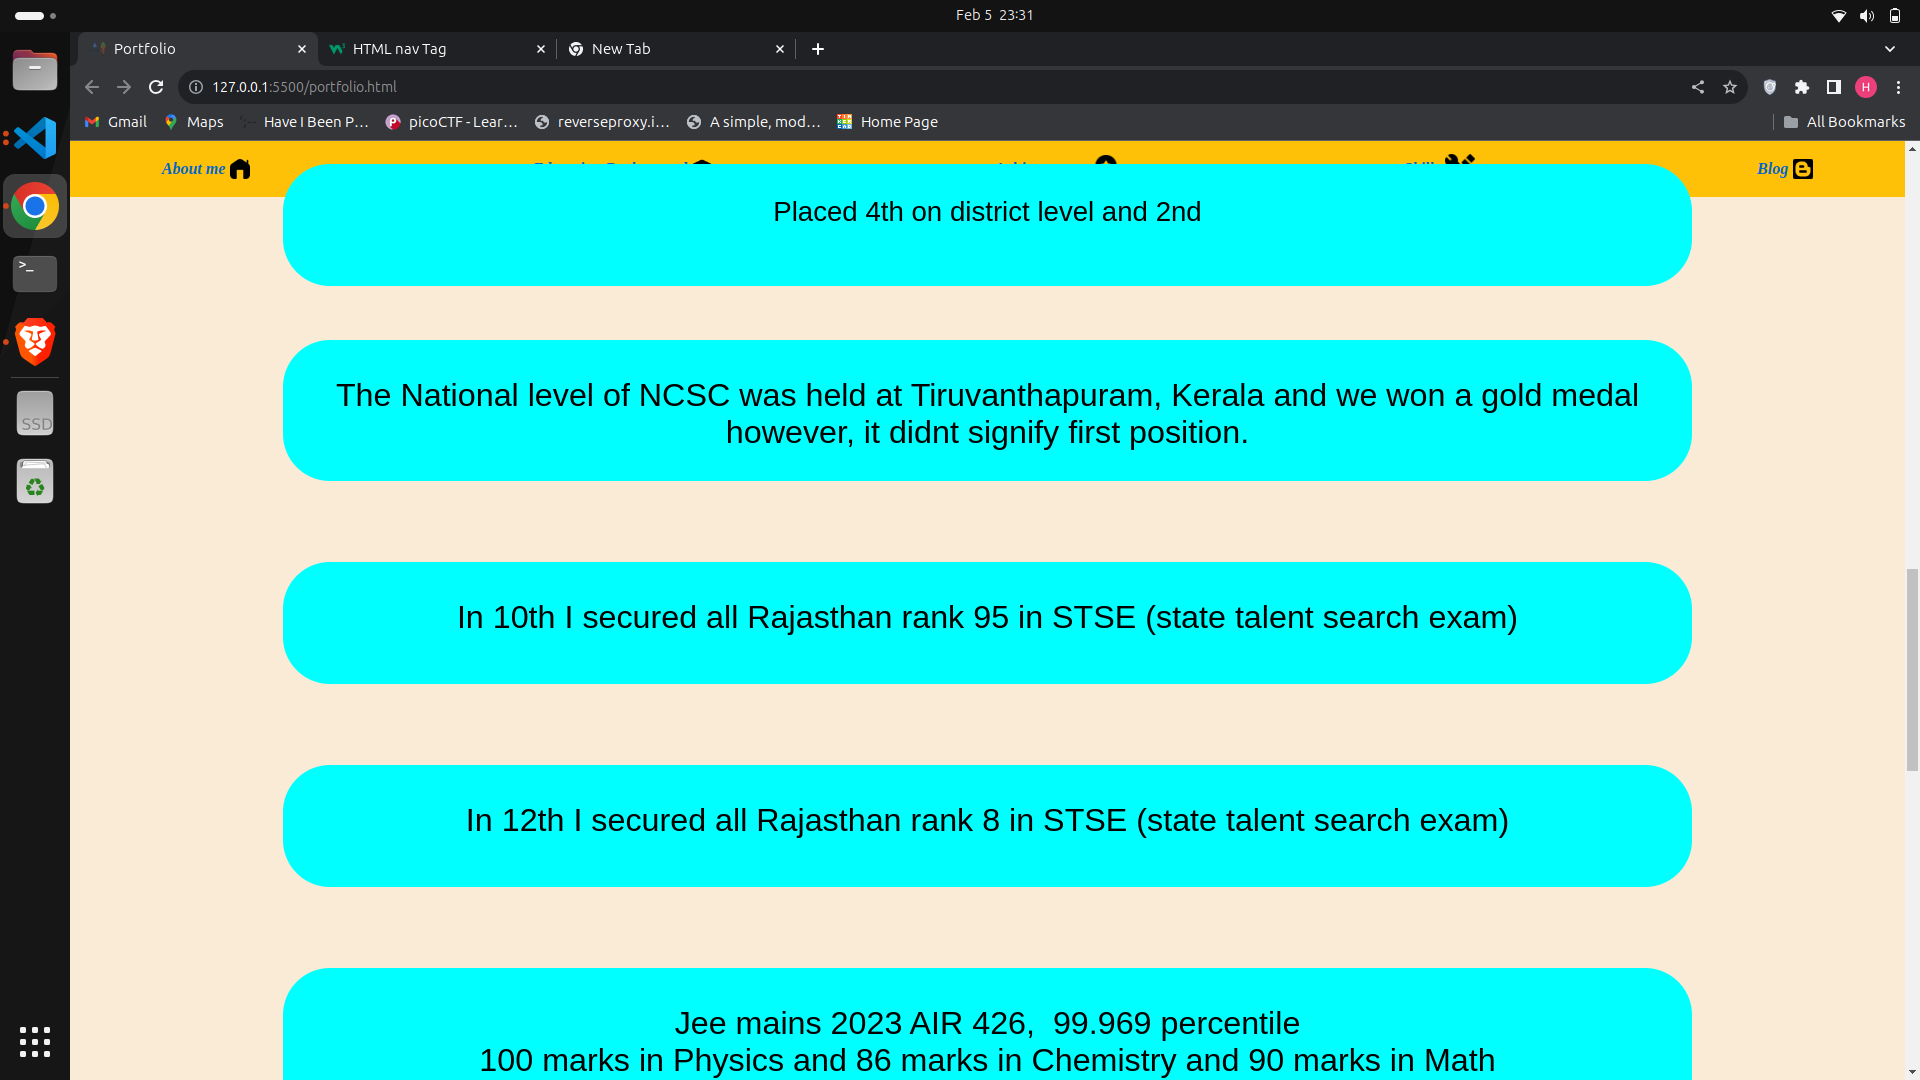 Feb 5 23:31
Portfolio
HTML nav Tag
New Tab
127.0.0.1:5500/portfolio.html
H
Gmail
Maps
Have I Been P...
picoCTF - Lear...
reverseproxy.i...
A simple, mod...
Home Page
All Bookmarks
About me
Blog
Placed 4th on district level and 2nd
The National level of NCSC was held at Tiruvanthapuram, Kerala and we won a gold medal
however, it didnt signify first position.
In 10th I secured all Rajasthan rank 95 in STSE (state talent search exam)
In 12th I secured all Rajasthan rank 8 in STSE (state talent search exam)
Jee mains 2023 AIR 426, 99.969 percentile
100 marks in Physics and 86 marks in Chemistry and 90 marks in Math
SSD